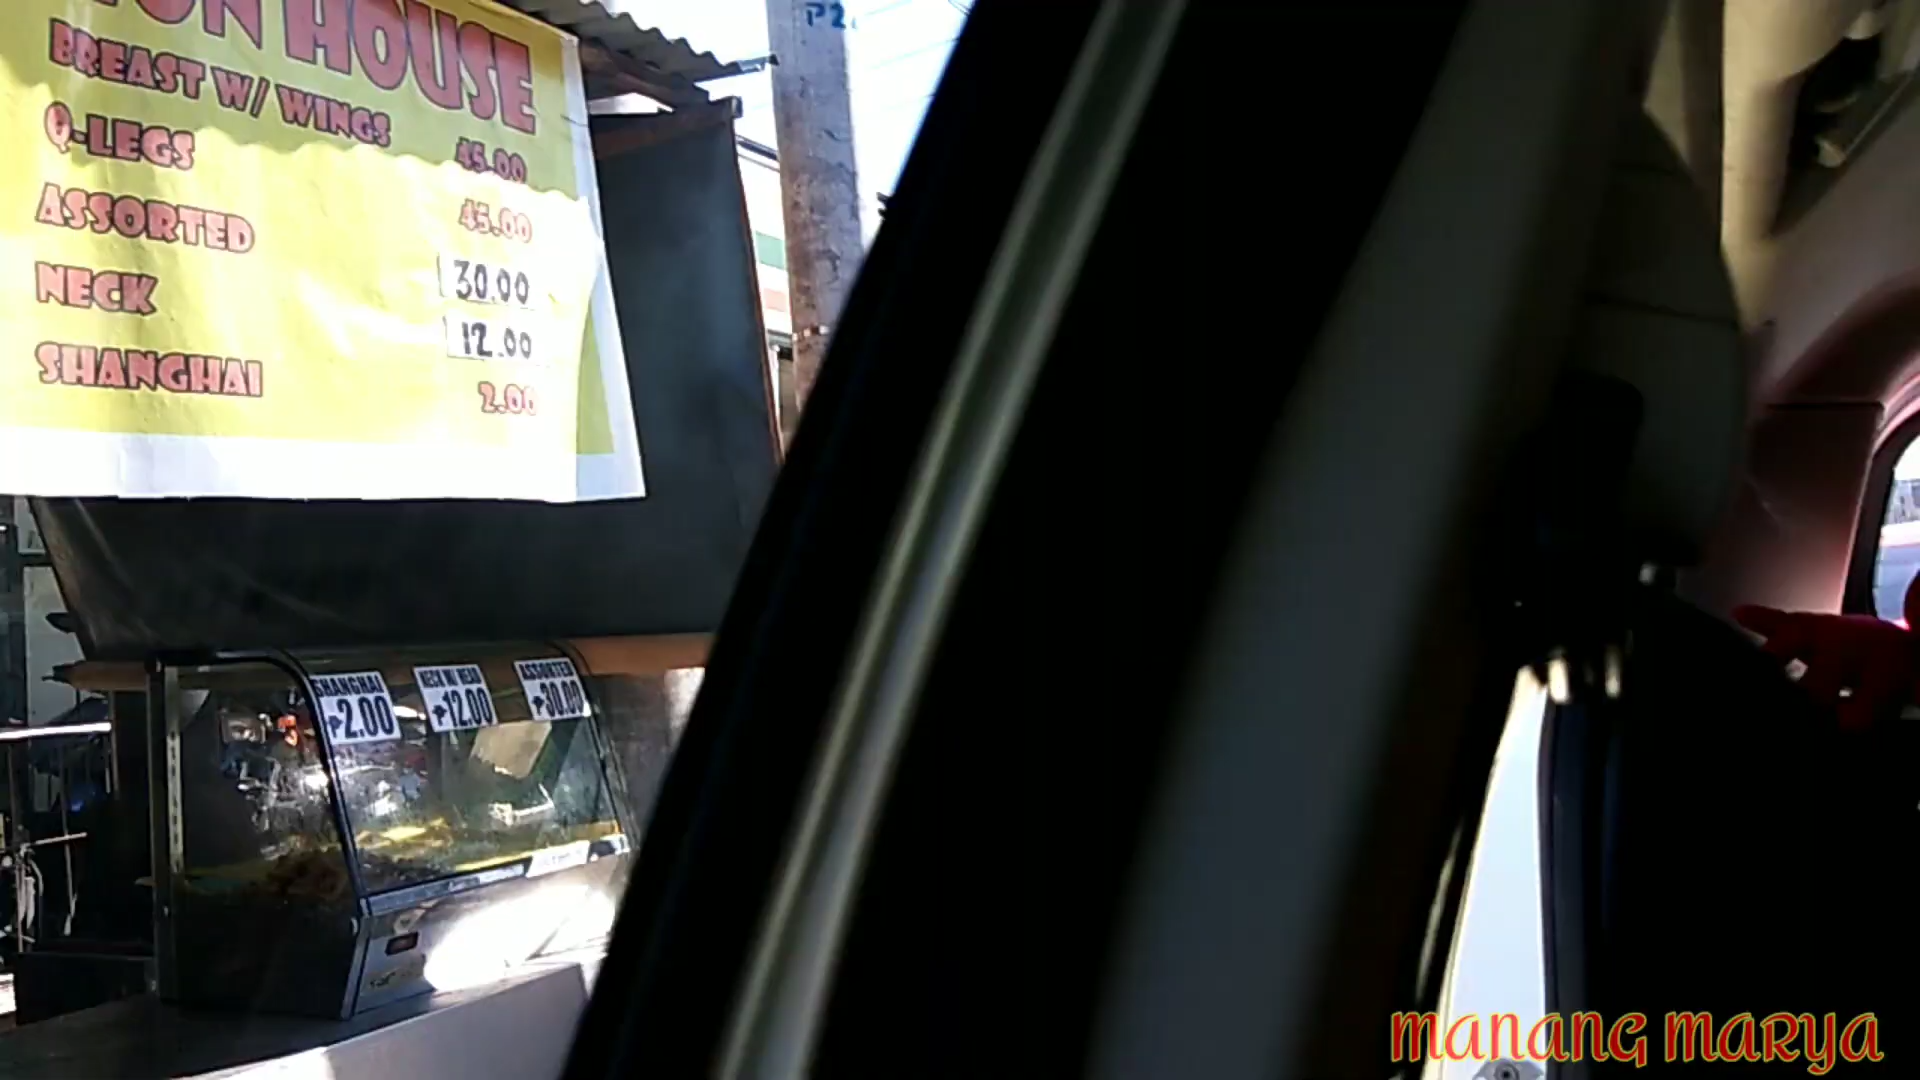 HOUSE
BREAST W/ WINGS 45.00
Q-LEGS 45.00
ASSORTED 30.00
NECK 12.00
SHANGHAI 2.00
P2
SHANGHAI
₱2.00
NECK W/ HEAD
₱12.00
ASSORTED
₱30.00
manang marya